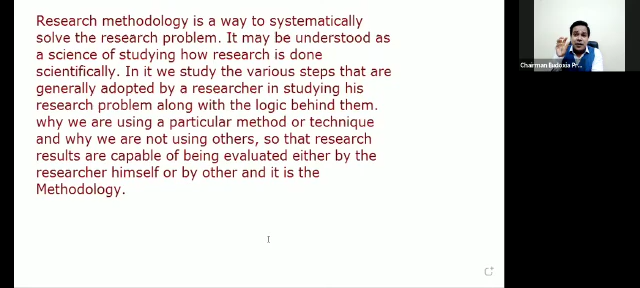 Research methodology is a way to systematically
solve the research problem. It may be understood as
a science of studying how research is done
scientifically. In it we study the various steps that are
generally adopted by a researcher in studying his
research problem along with the logic behind them.
why we are using a particular method or technique
and why we are not using others, so that research
results are capable of being evaluated either by the
researcher himself or by other and it is the
Methodology.
Chairman Eudoxia Pr...